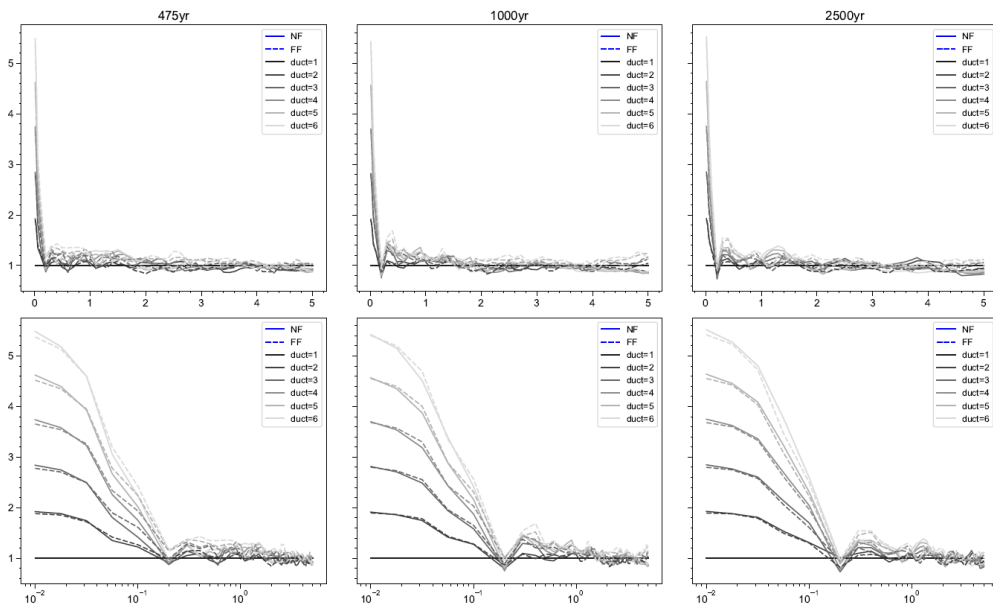 475yr
1000yr
2500yr
NF
FF
duct=1
duct=2
duct=3
duct=4
duct=5
duct=6
NF
FF
duct=1
duct=2
duct=3
duct=4
duct=5
duct=6
NF
FF
duct=1
duct=2
duct=3
duct=4
duct=5
duct=6
5
4
3
2
1
0 1 2 3 4 5
0 1 2 3 4 5
0 1 2 3 4 5
NF
FF
duct=1
duct=2
duct=3
duct=4
duct=5
duct=6
NF
FF
duct=1
duct=2
duct=3
duct=4
duct=5
duct=6
NF
FF
duct=1
duct=2
duct=3
duct=4
duct=5
duct=6
5
4
3
2
1
10⁻² 10⁻¹ 10⁰
10⁻² 10⁻¹ 10⁰
10⁻² 10⁻¹ 10⁰